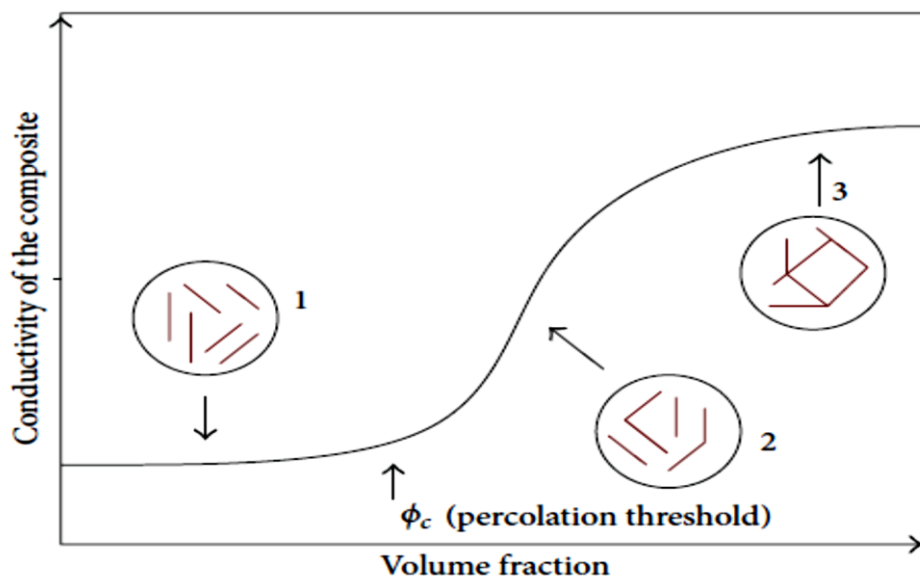 Conductivity of the composite
1
3
2
ϕc (percolation threshold)
Volume fraction